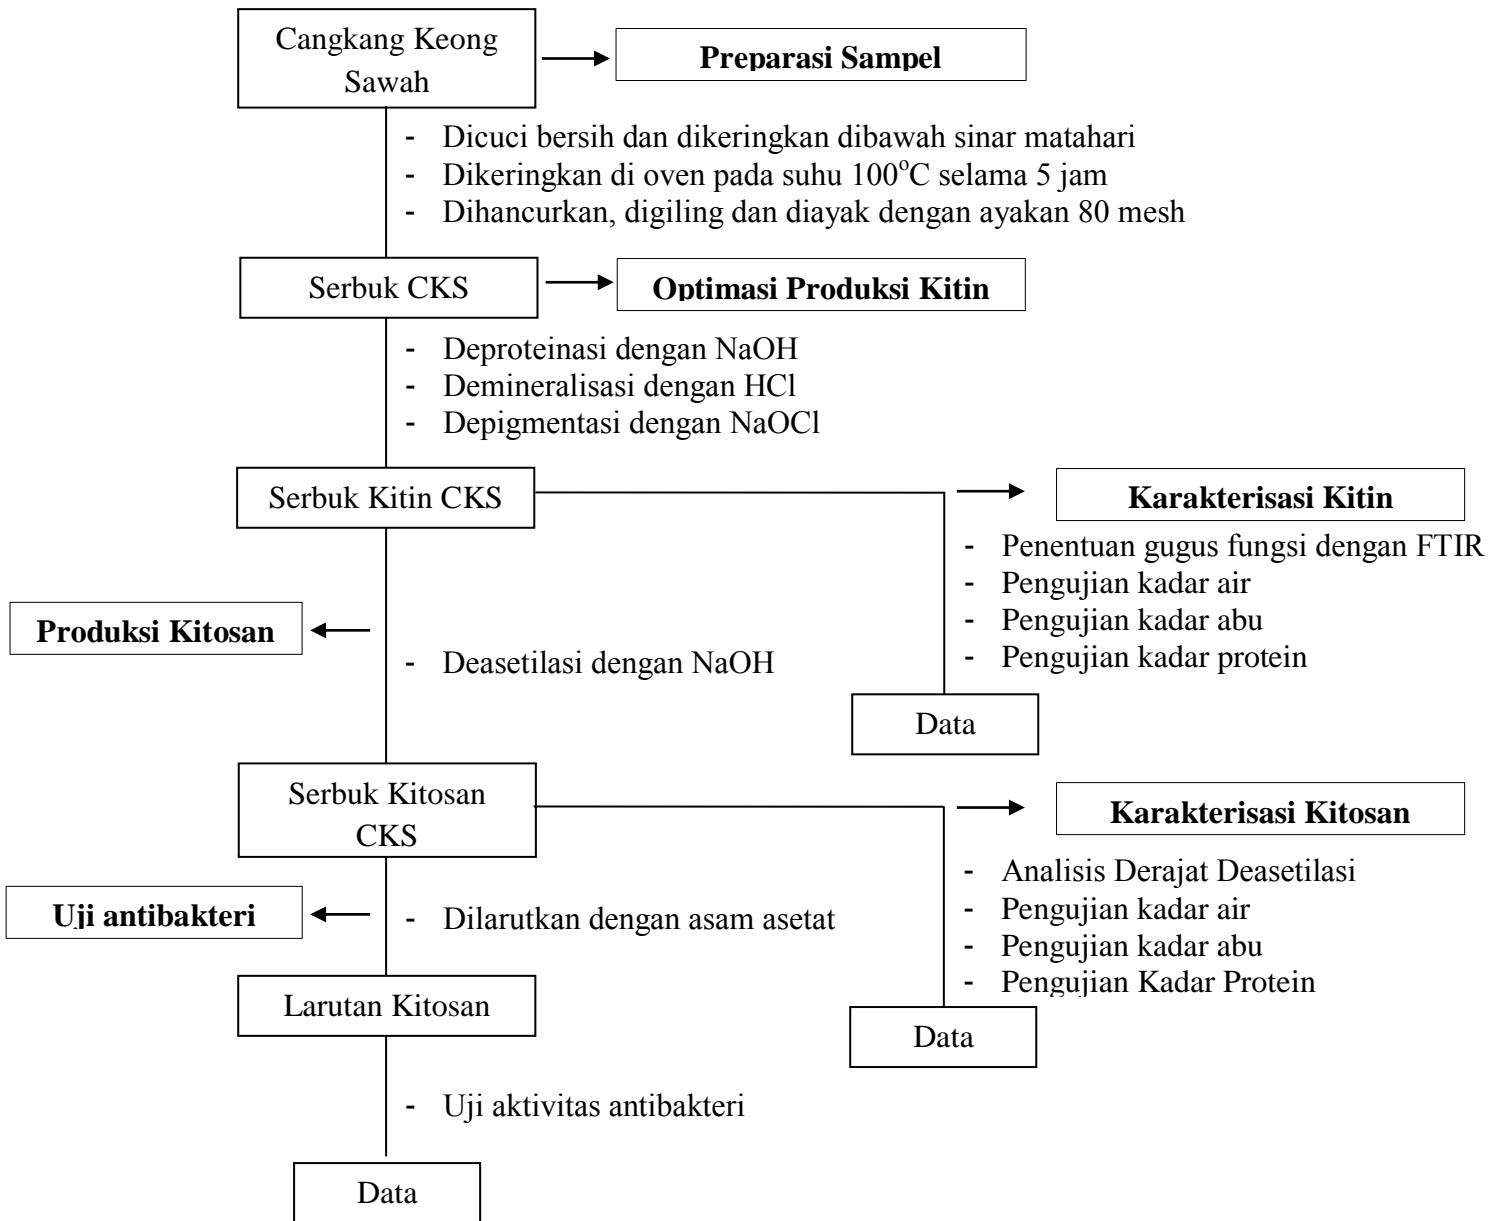 Cangkang Keong
Sawah
Preparasi Sampel
- Dicuci bersih dan dikeringkan dibawah sinar matahari
- Dikeringkan di oven pada suhu 100°C selama 5 jam
- Dihancurkan, digiling dan diayak dengan ayakan 80 mesh
Serbuk CKS
Optimasi Produksi Kitin
- Deproteinasi dengan NaOH
- Demineralisasi dengan HCl
- Depigmentasi dengan NaOCl
Serbuk Kitin CKS
Karakterisasi Kitin
- Penentuan gugus fungsi dengan FTIR
- Pengujian kadar air
- Pengujian kadar abu
- Pengujian kadar protein
Data
Produksi Kitosan
- Deasetilasi dengan NaOH
Serbuk Kitosan
CKS
Karakterisasi Kitosan
- Analisis Derajat Deasetilasi
- Pengujian kadar air
- Pengujian kadar abu
- Pengujian Kadar Protein
Data
Uji antibakteri
- Dilarutkan dengan asam asetat
Larutan Kitosan
- Uji aktivitas antibakteri
Data